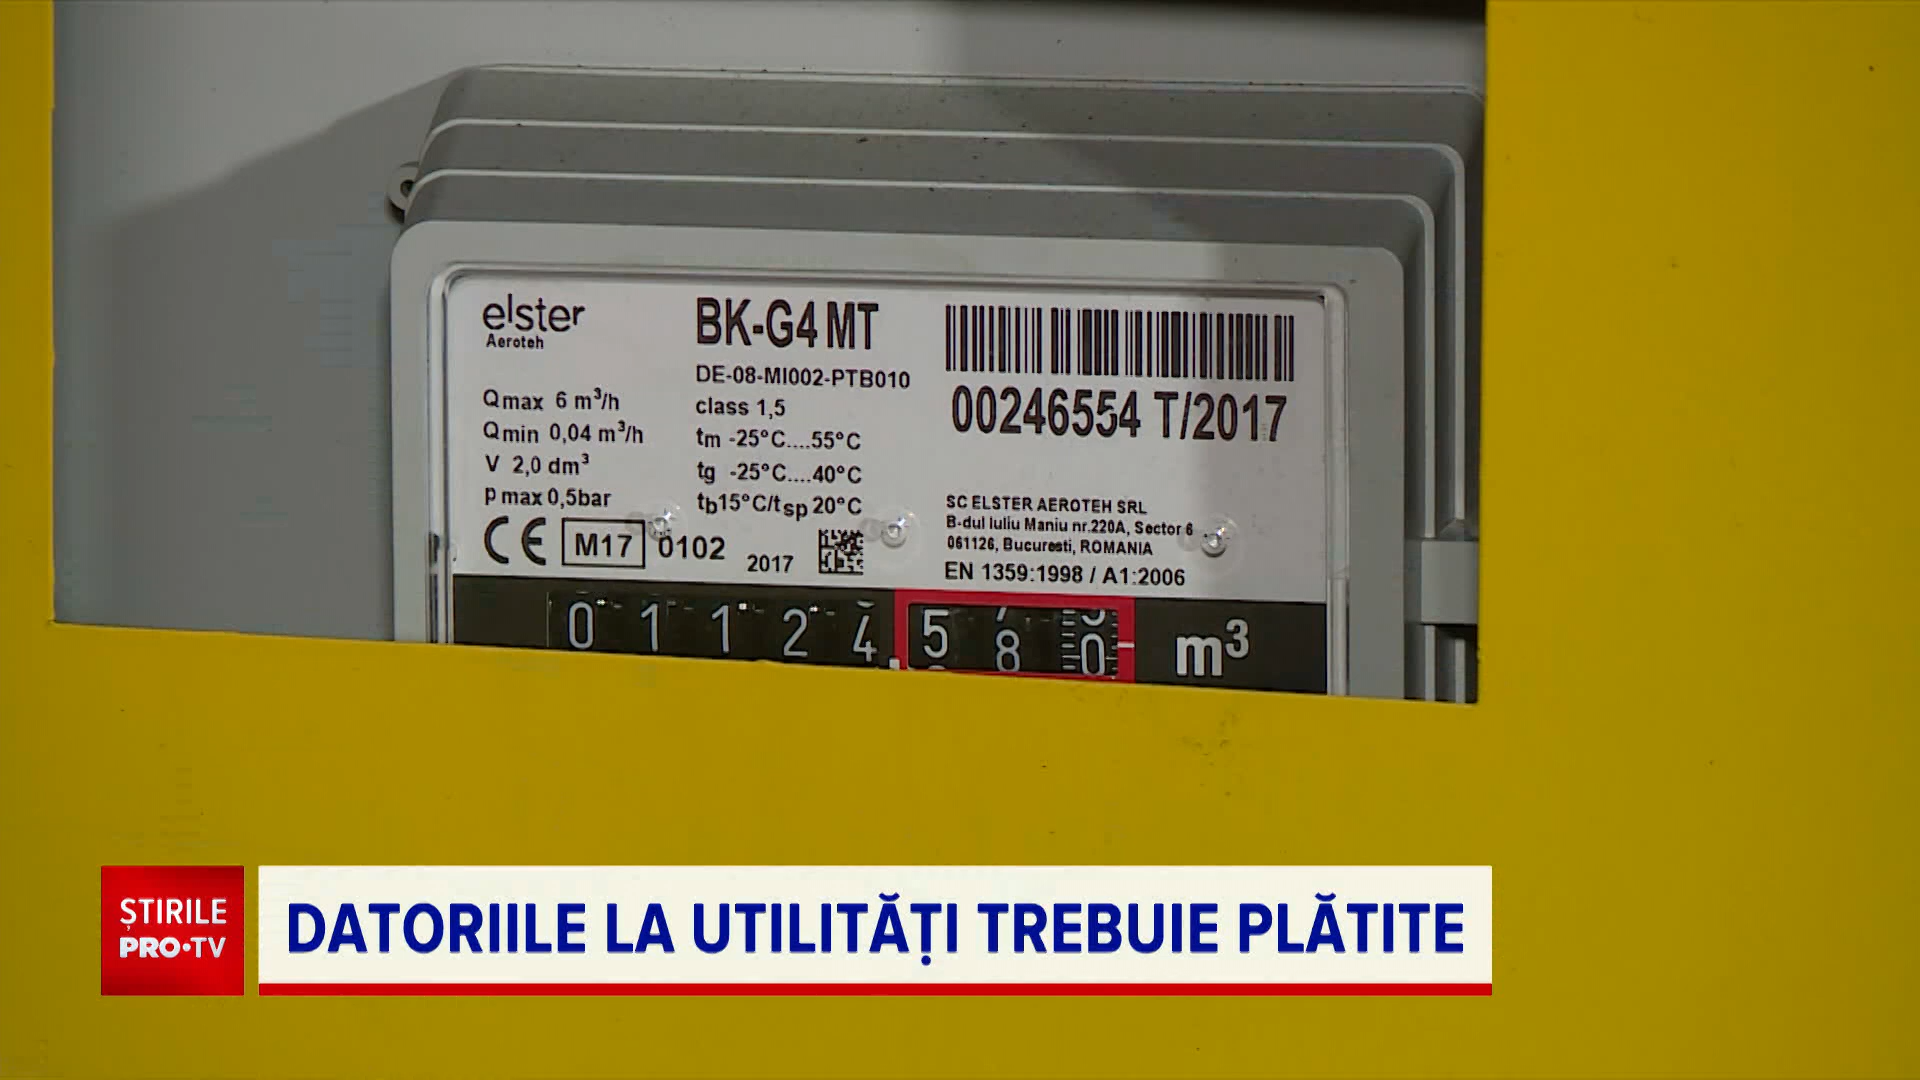 elster
Aeroteh
BK-G4 MT
DE-08-MI002-PTB010
class 1,5
tm -25°C....55°C
tg -25°C....40°C
tb15°C/tsp 20°C
Qmax 6 m³/h
Qmin 0,04 m³/h
V 2,0 dm³
pmax 0,5bar
CE M17 0102 2017
00246554 T/2017
SC ELSTER AEROTEH SRL
B-dul Iuliu Maniu nr.220A, Sector 6
061126, Bucuresti, ROMANIA
EN 1359:1998 / A1:2006
0 1 1 2 4 5 8 0 m³
ȘTIRILE
PRO•TV
DATORIILE LA UTILITĂȚI TREBUIE PLĂTITE